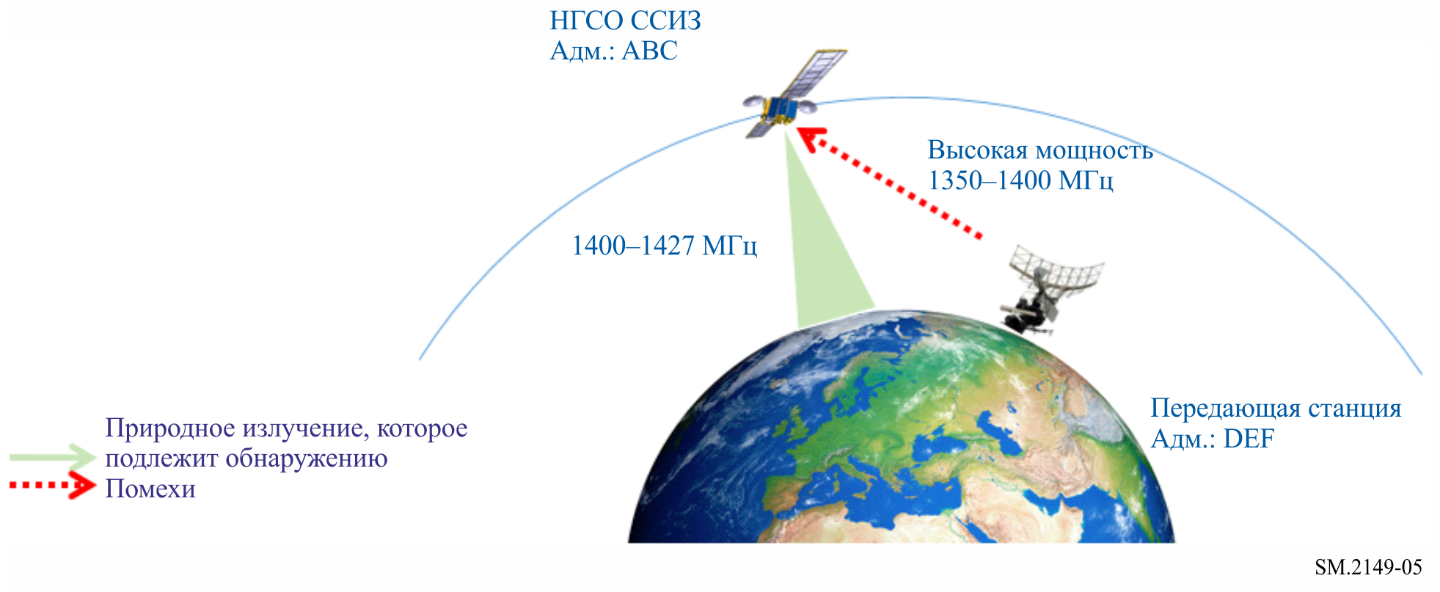 НГСО ССИЗ
Адм.: ABC
Высокая мощность
1350–1400 МГц
1400–1427 МГц
Передающая станция
Адм.: DEF
Природное излучение, которое
подлежит обнаружению
Помехи
SM.2149-05